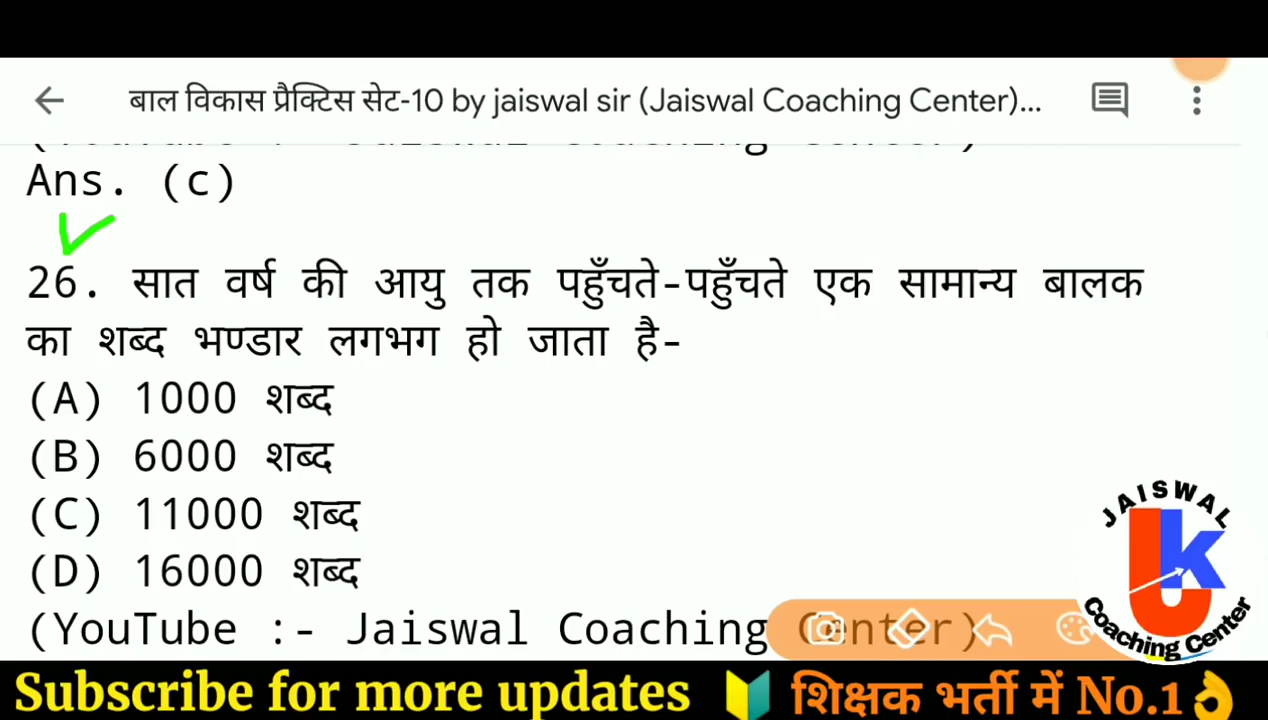 बाल विकास प्रैक्टिस सेट-10 by jaiswal sir (Jaiswal Coaching Center)...
Ans. (c)
26. सात वर्ष की आयु तक पहुँचते-पहुँचते एक सामान्य बालक
का शब्द भण्डार लगभग हो जाता है-
(A) 1000 शब्द
(B) 6000 शब्द
(C) 11000 शब्द
(D) 16000 शब्द
(YouTube :- Jaiswal Coaching Center)
JAISWAL
JK
Coaching Center
Subscribe for more updates 🔰 शिक्षक भर्ती में No.1👌